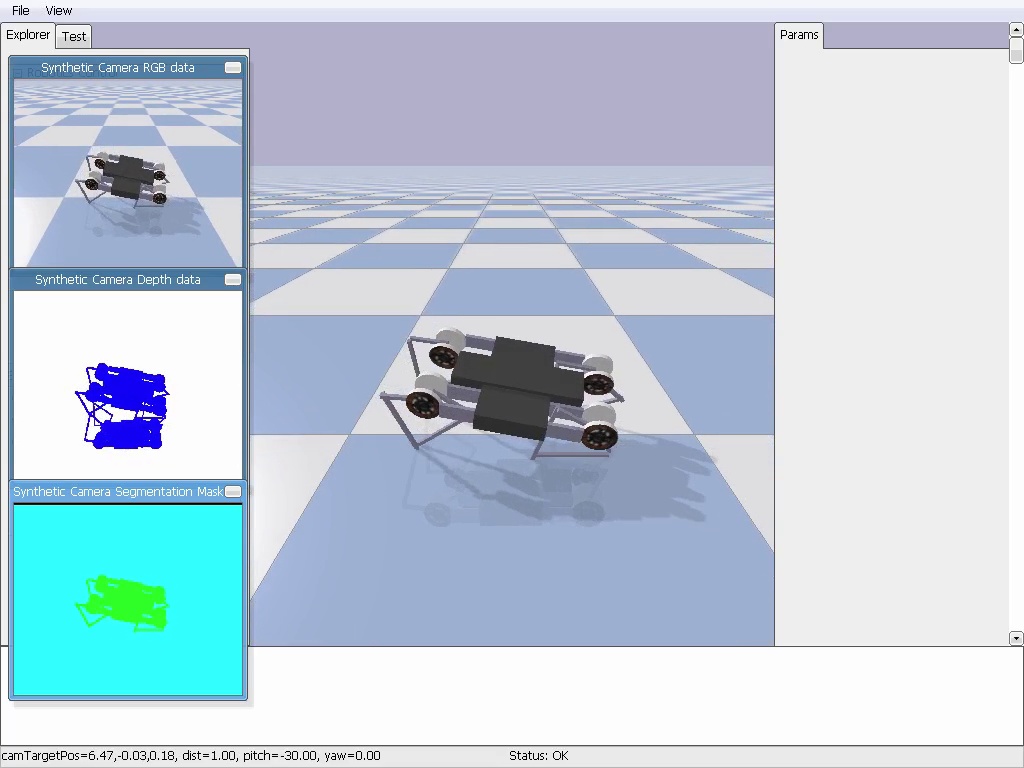 File View
Explorer Test
Params
Synthetic Camera RGB data
Synthetic Camera Depth data
Synthetic Camera Segmentation Mask
camTargetPos=6.47,-0.03,0.18, dist=1.00, pitch=-30.00, yaw=0.00 Status: OK